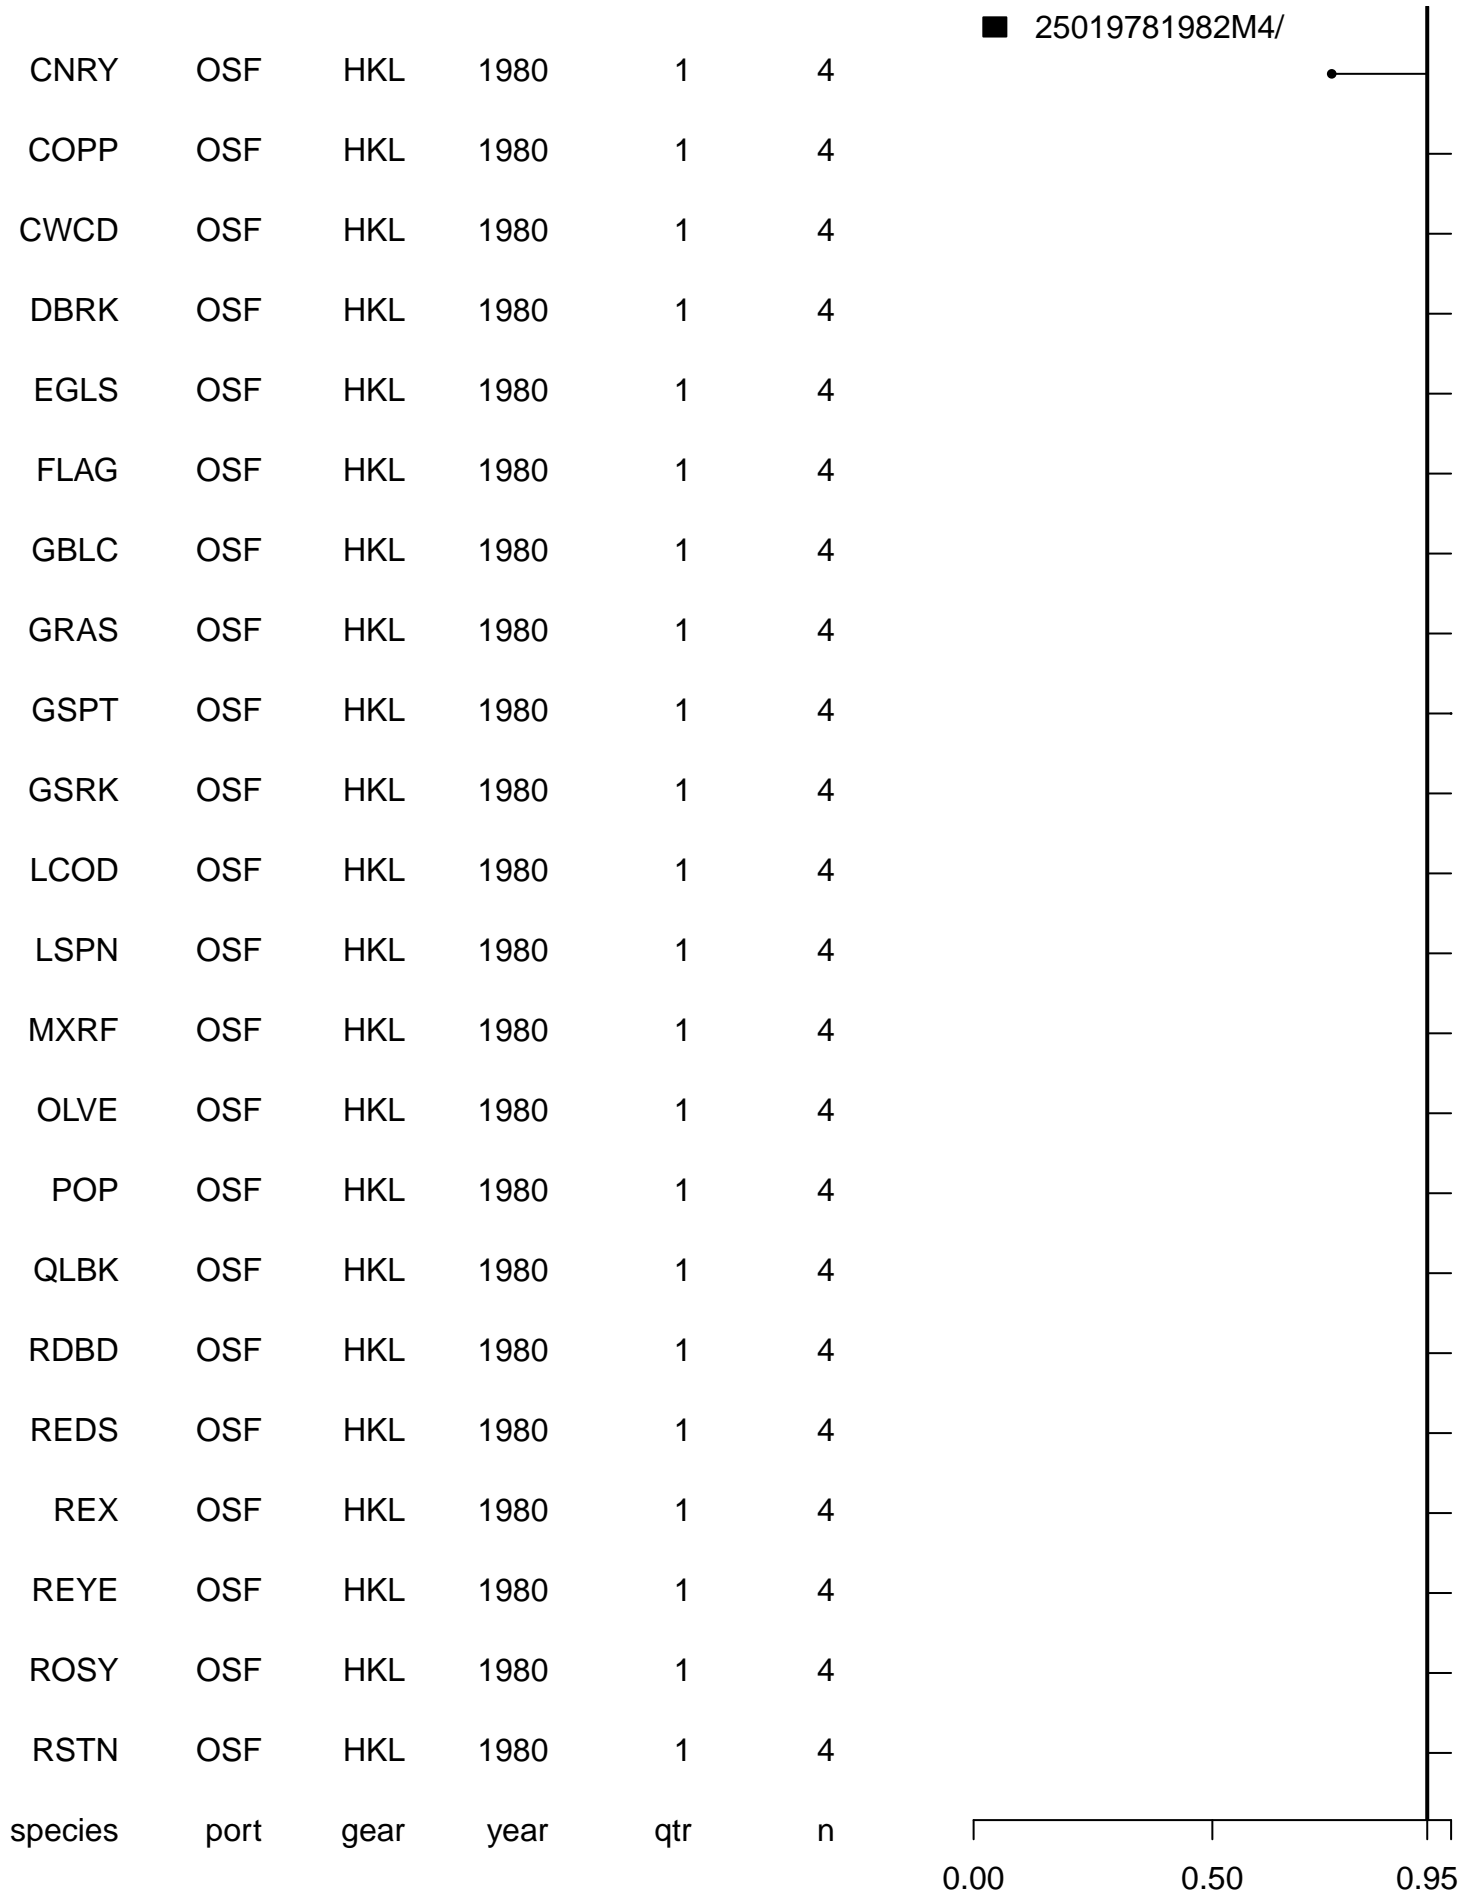 25019781982M4/
CNRY OSF HKL 1980 1 4
COPP OSF HKL 1980 1 4
CWCD OSF HKL 1980 1 4
DBRK OSF HKL 1980 1 4
EGLS OSF HKL 1980 1 4
FLAG OSF HKL 1980 1 4
GBLC OSF HKL 1980 1 4
GRAS OSF HKL 1980 1 4
GSPT OSF HKL 1980 1 4
GSRK OSF HKL 1980 1 4
LCOD OSF HKL 1980 1 4
LSPN OSF HKL 1980 1 4
MXRF OSF HKL 1980 1 4
OLVE OSF HKL 1980 1 4
POP OSF HKL 1980 1 4
QLBK OSF HKL 1980 1 4
RDBD OSF HKL 1980 1 4
REDS OSF HKL 1980 1 4
REX OSF HKL 1980 1 4
REYE OSF HKL 1980 1 4
ROSY OSF HKL 1980 1 4
RSTN OSF HKL 1980 1 4
species port gear year qtr n
0.00 0.50 0.95